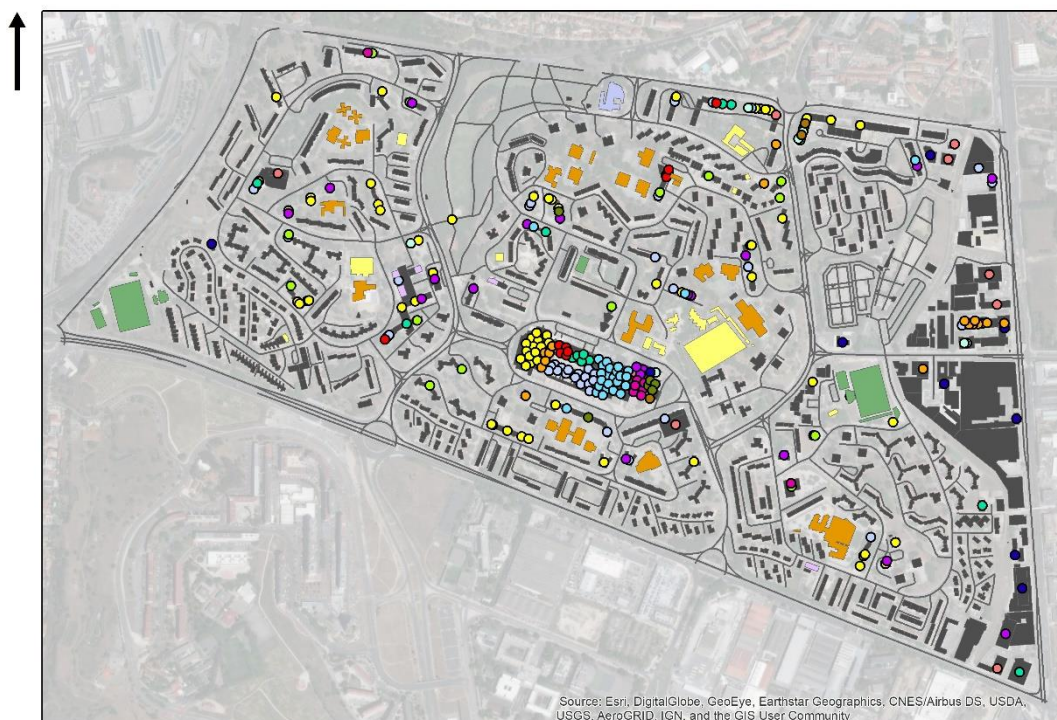 Source: Esri, DigitalGlobe, GeoEye, Earthstar Geographics, CNES/Airbus DS, USDA,
USGS, AeroGRID, IGN, and the GIS User Community